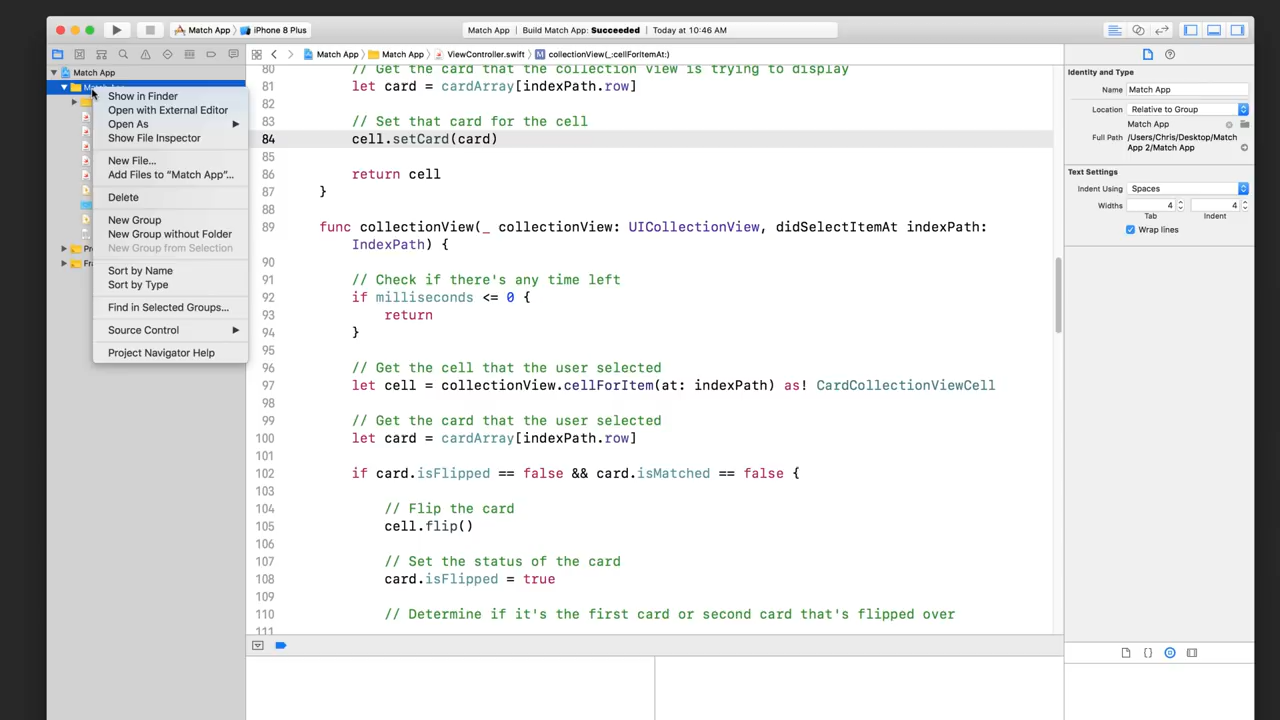 Match App
iPhone 8 Plus
Match App
Build Match App: Succeeded
Today at 10:46 AM
Match App
Match App
ViewController.swift
collectionView(_:cellForItemAt:)
Match App
Show in Finder
Open with External Editor
Open As
Show File Inspector
New File...
Add Files to "Match App"...
Delete
New Group
New Group without Folder
New Group from Selection
Sort by Name
Sort by Type
Find in Selected Groups...
Source Control
Project Navigator Help
80 // Get the card that the collection view is trying to display
81 let card = cardArray[indexPath.row]
82
83 // Set that card for the cell
84 cell.setCard(card)
85
86 return cell
87 }
88
89 func collectionView(_ collectionView: UICollectionView, didSelectItemAt indexPath:
IndexPath) {
90
91 // Check if there's any time left
92 if milliseconds <= 0 {
93 return
94 }
95
96 // Get the cell that the user selected
97 let cell = collectionView.cellForItem(at: indexPath) as! CardCollectionViewCell
98
99 // Get the card that the user selected
100 let card = cardArray[indexPath.row]
101
102 if card.isFlipped == false && card.isMatched == false {
103
104 // Flip the card
105 cell.flip()
106
107 // Set the status of the card
108 card.isFlipped = true
109
110 // Determine if it's the first card or second card that's flipped over
111
Identity and Type
Name Match App
Location Relative to Group
Match App
Full Path /Users/Chris/Desktop/Match
App 2/Match App
Text Settings
Indent Using Spaces
Widths 4 4
Tab Indent
Wrap lines